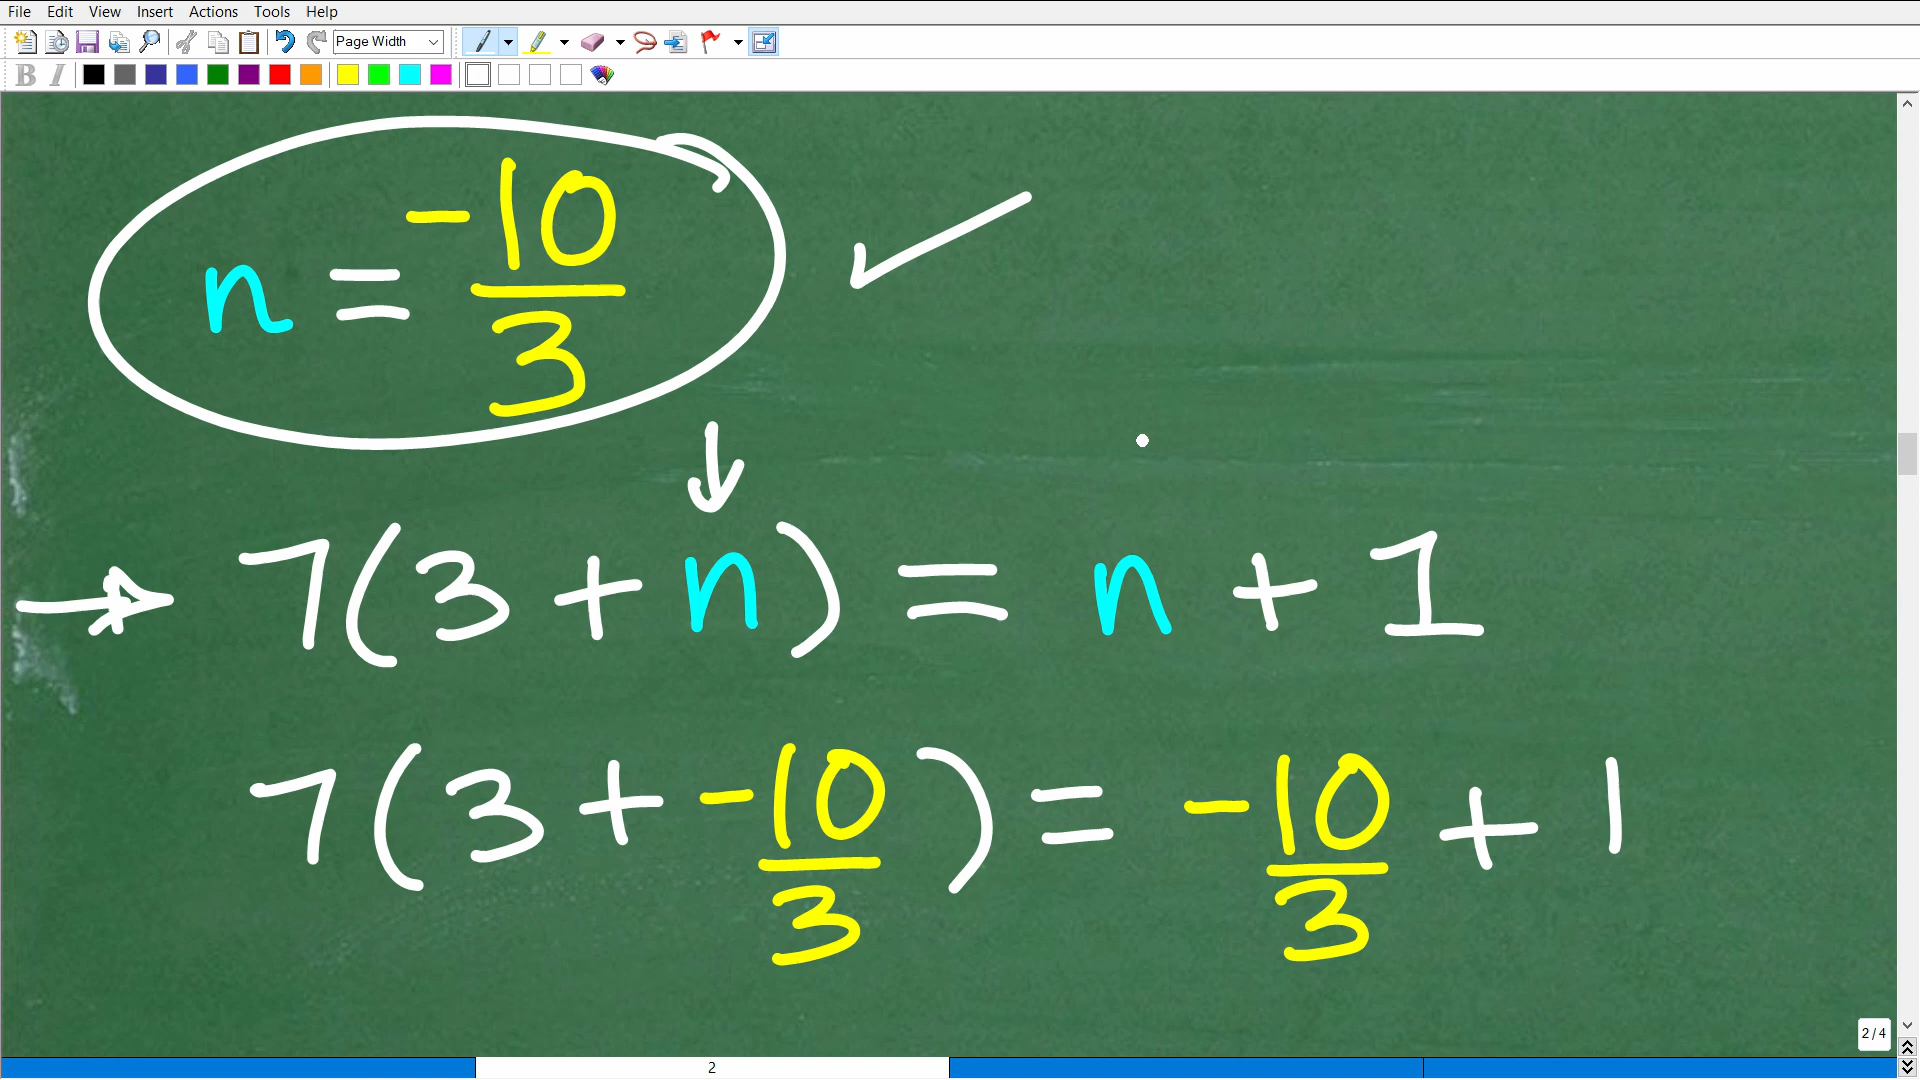 File Edit View Insert Actions Tools Help
Page Width
B I
n = -10/3
7(3 + n) = n + 1
7(3 + -10/3) = -10/3 + 1
2 / 4
2